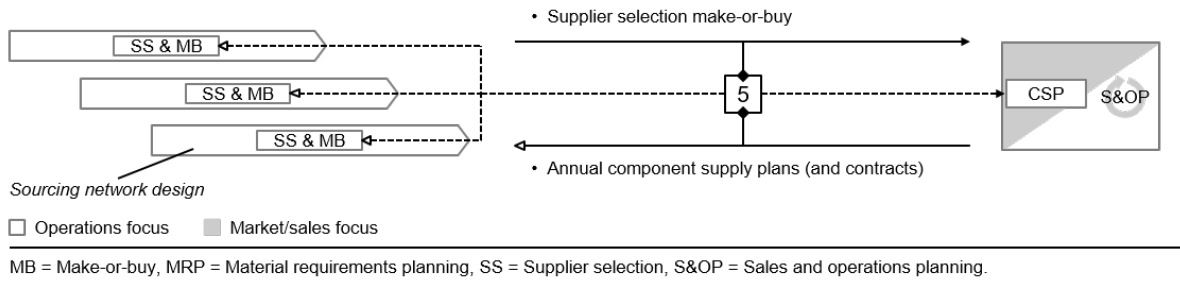 • Supplier selection make-or-buy
SS & MB
SS & MB
SS & MB
5
CSP
S&OP
• Annual component supply plans (and contracts)
Sourcing network design
Operations focus
Market/sales focus
MB = Make-or-buy, MRP = Material requirements planning, SS = Supplier selection, S&OP = Sales and operations planning.